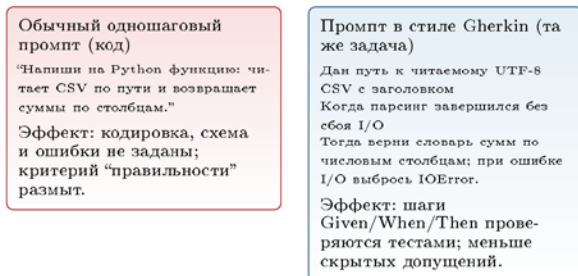 Обычный одношаговый
промпт (код)
“Напиши на Python функцию: чи-
тает CSV по пути и возвращает
суммы по столбцам.”
Эффект: кодировка, схема
и ошибки не заданы;
критерий “правильности”
размыт.
Промпт в стиле Gherkin (та
же задача)
Дан путь к читаемому UTF-8
CSV с заголовком
Когда парсинг завершился без
сбоя I/O
Тогда верни словарь сумм по
числовым столбцам; при ошибке
I/O выбрось IOError.
Эффект: шаги
Given/When/Then прове-
ряются тестами; меньше
скрытых допущений.